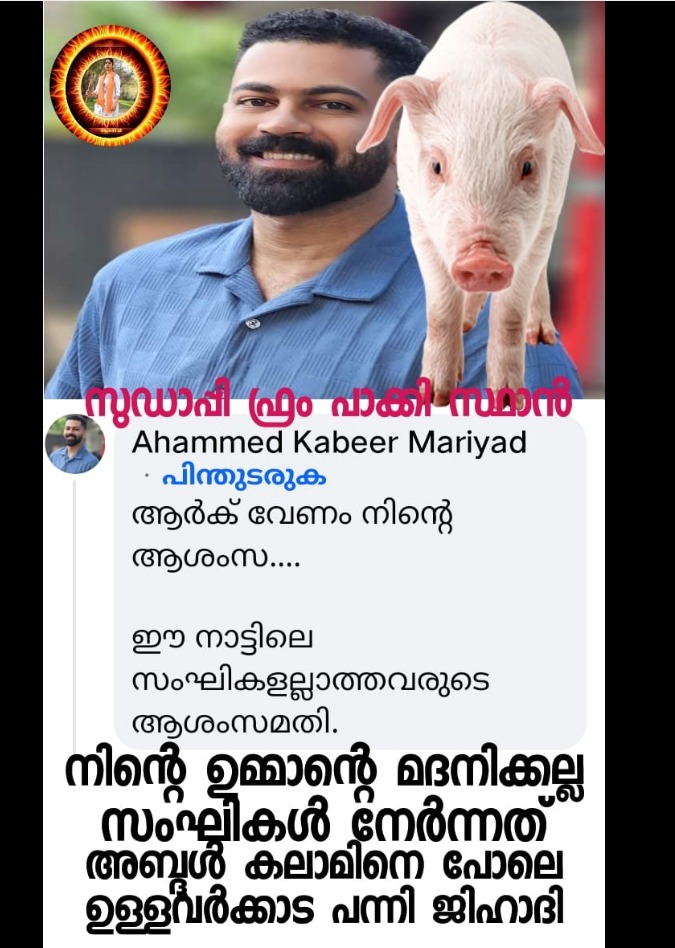 സുഡാപ്പി ഫ്രം പാക്കി സ്ഥാൻ
Ahammed Kabeer Mariyad
· പിന്തുടരുക
ആർക് വേണം നിന്റെ
ആശംസ....
ഈ നാട്ടിലെ
സംഘികളല്ലാത്തവരുടെ
ആശംസമതി.
നിന്റെ ഉമ്മാന്റെ മദനിക്കല്ല
സംഘികൾ നേർന്നത്
അബ്ദുൾ കലാമിനെ പോലെ
ഉള്ളവർക്കാട പന്നി ജിഹാദി